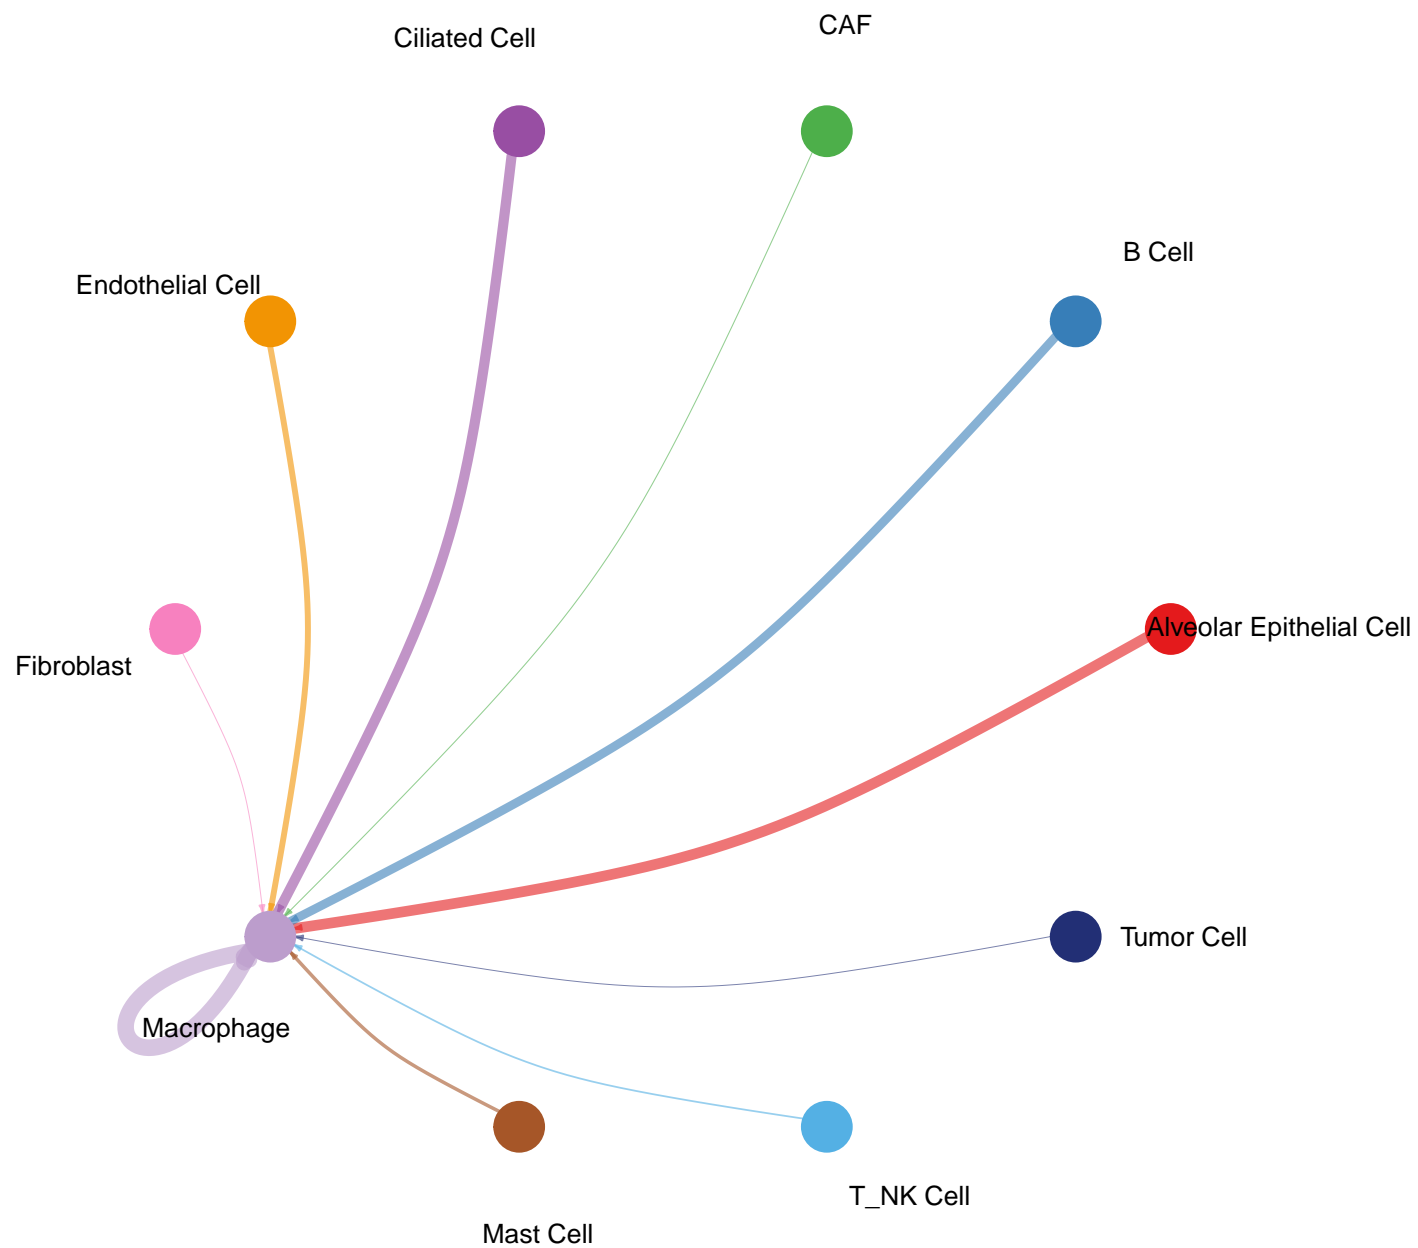 CAF
Ciliated Cell
B Cell
Endothelial Cell
Alveolar Epithelial Cell
Fibroblast
Tumor Cell
Macrophage
T_NK Cell
Mast Cell